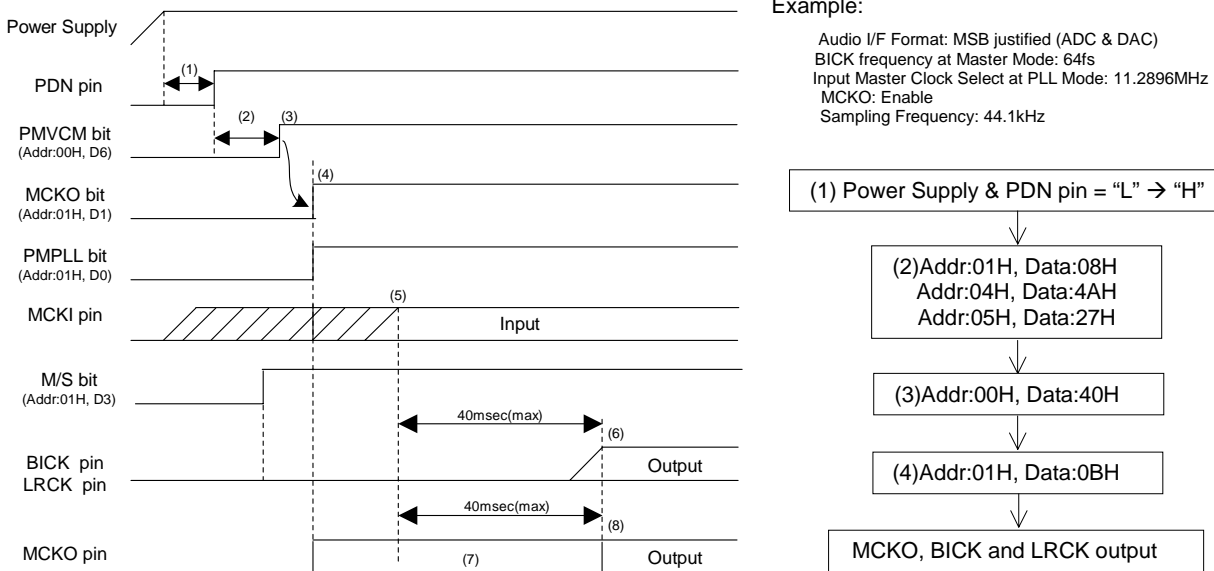 Power Supply
(1)
PDN pin
(2)
(3)
PMVCM bit
(Addr:00H, D6)
(4)
MCKO bit
(Addr:01H, D1)
PMPLL bit
(Addr:01H, D0)
(5)
MCKI pin
Input
M/S bit
(Addr:01H, D3)
40msec(max)
(6)
BICK pin
Output
LRCK pin
40msec(max)
(8)
MCKO pin
(7)
Output
Example:
Audio I/F Format: MSB justified (ADC & DAC)
BICK frequency at Master Mode: 64fs
Input Master Clock Select at PLL Mode: 11.2896MHz
MCKO: Enable
Sampling Frequency: 44.1kHz
(1) Power Supply & PDN pin = “L” → “H”
(2)Addr:01H, Data:08H
Addr:04H, Data:4AH
Addr:05H, Data:27H
(3)Addr:00H, Data:40H
(4)Addr:01H, Data:0BH
MCKO, BICK and LRCK output